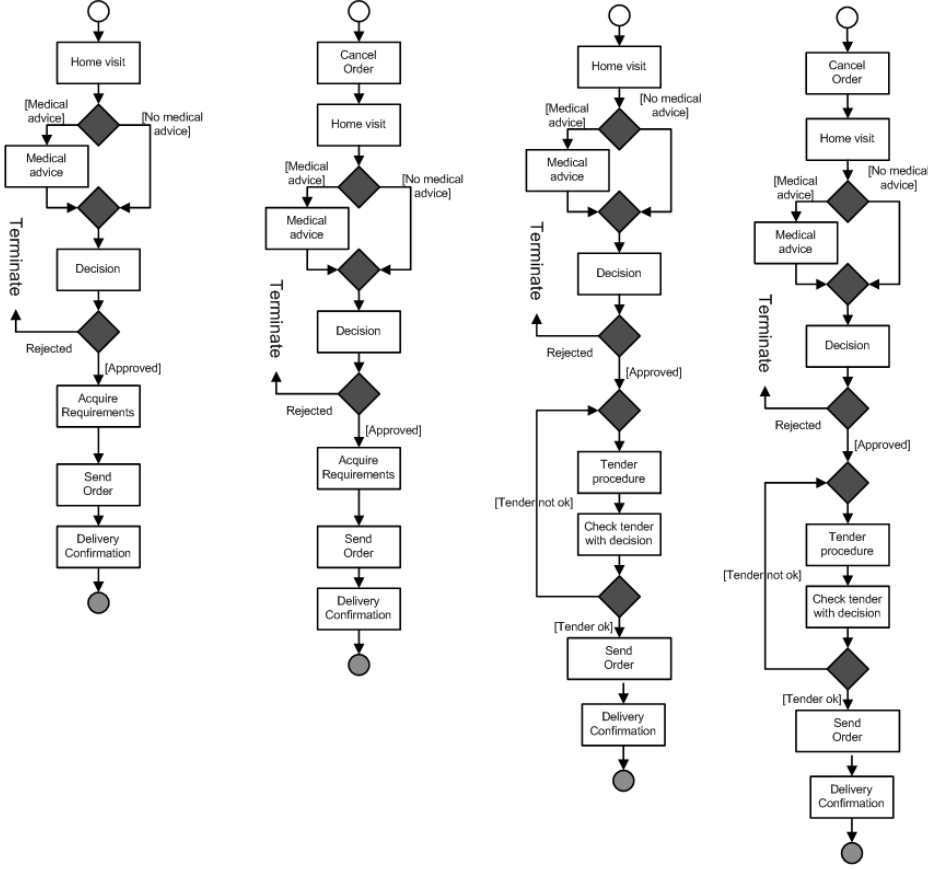 Home visit
[Medical
advice]
[No medical
advice]
Medical
advice
Terminate
Decision
Rejected
[Approved]
Acquire
Requirements
Send
Order
Delivery
Confirmation
Cancel
Order
Home visit
[Medical
advice]
[No medical
advice]
Medical
advice
Terminate
Decision
Rejected
[Approved]
Acquire
Requirements
Send
Order
Delivery
Confirmation
Home visit
[Medical
advice]
[No medical
advice]
Medical
advice
Terminate
Decision
Rejected
[Approved]
Tender
procedure
[Tender not ok]
Check tender
with decision
[Tender ok]
Send
Order
Delivery
Confirmation
Cancel
Order
Home visit
[Medical
advice]
[No medical
advice]
Medical
advice
Terminate
Decision
Rejected
[Approved]
Tender
procedure
[Tender not ok]
Check tender
with decision
[Tender ok]
Send
Order
Delivery
Confirmation